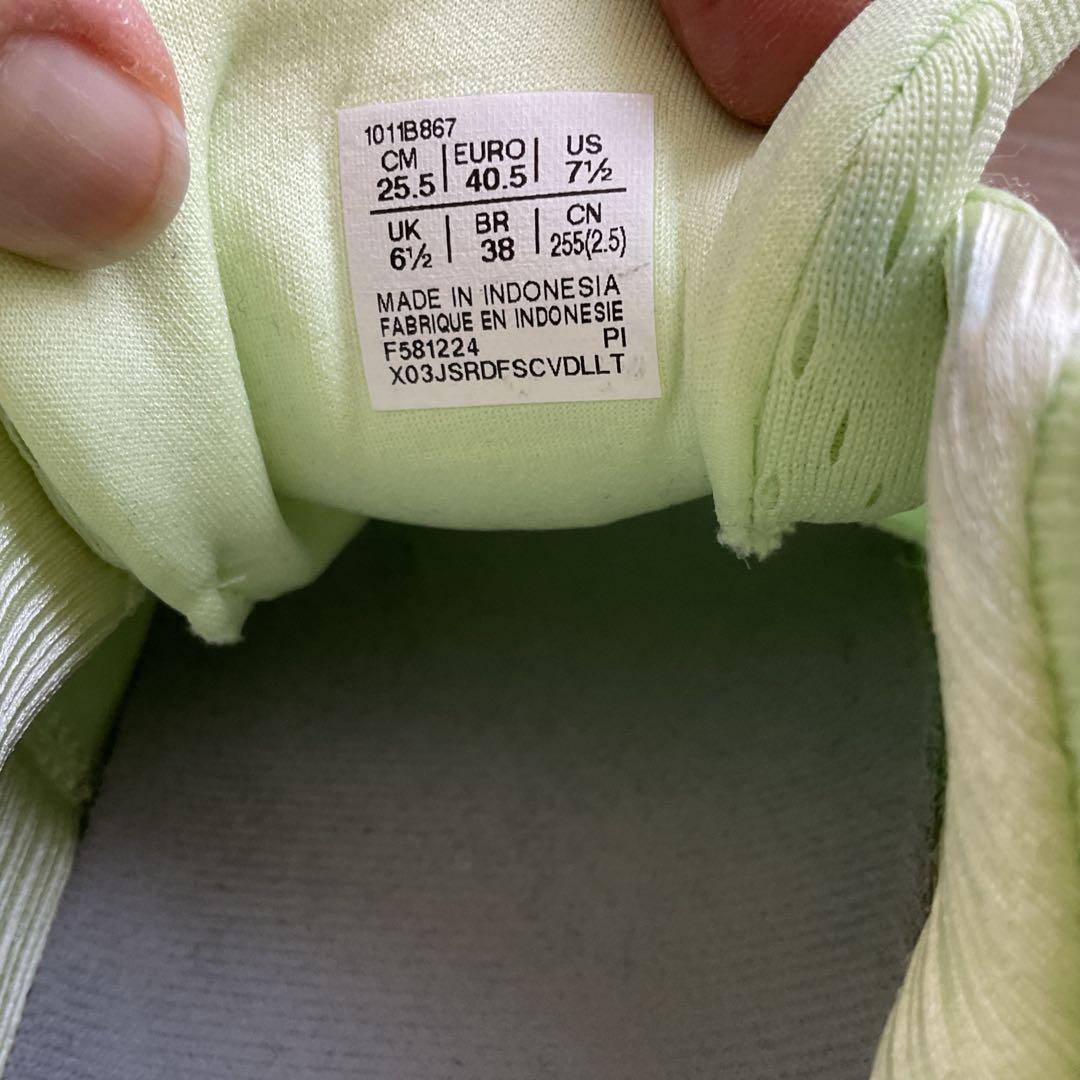 1011B867
CM | EURO | US
25.5 | 40.5 | 7½
UK | BR | CN
6½ | 38 | 255(2.5)
MADE IN INDONESIA
FABRIQUE EN INDONESIE
F581224 PI
X03JSRDFSCVDLLT